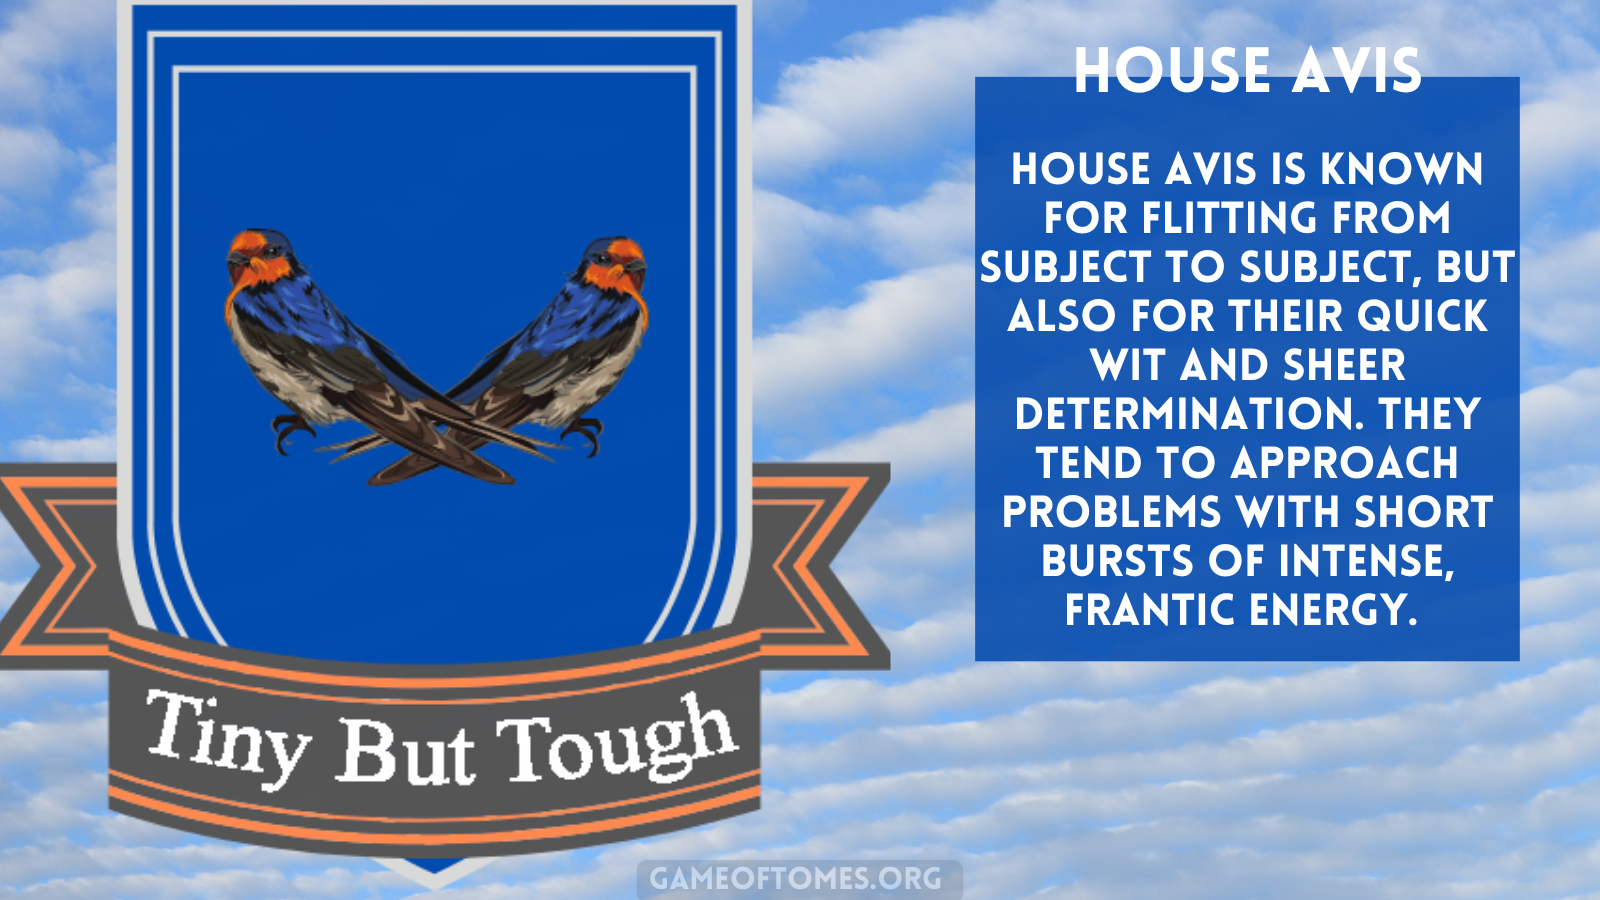 Tiny But Tough
HOUSE AVIS
HOUSE AVIS IS KNOWN
FOR FLITTING FROM
SUBJECT TO SUBJECT, BUT
ALSO FOR THEIR QUICK
WIT AND SHEER
DETERMINATION. THEY
TEND TO APPROACH
PROBLEMS WITH SHORT
BURSTS OF INTENSE,
FRANTIC ENERGY.
GAMEOFTOMES.ORG